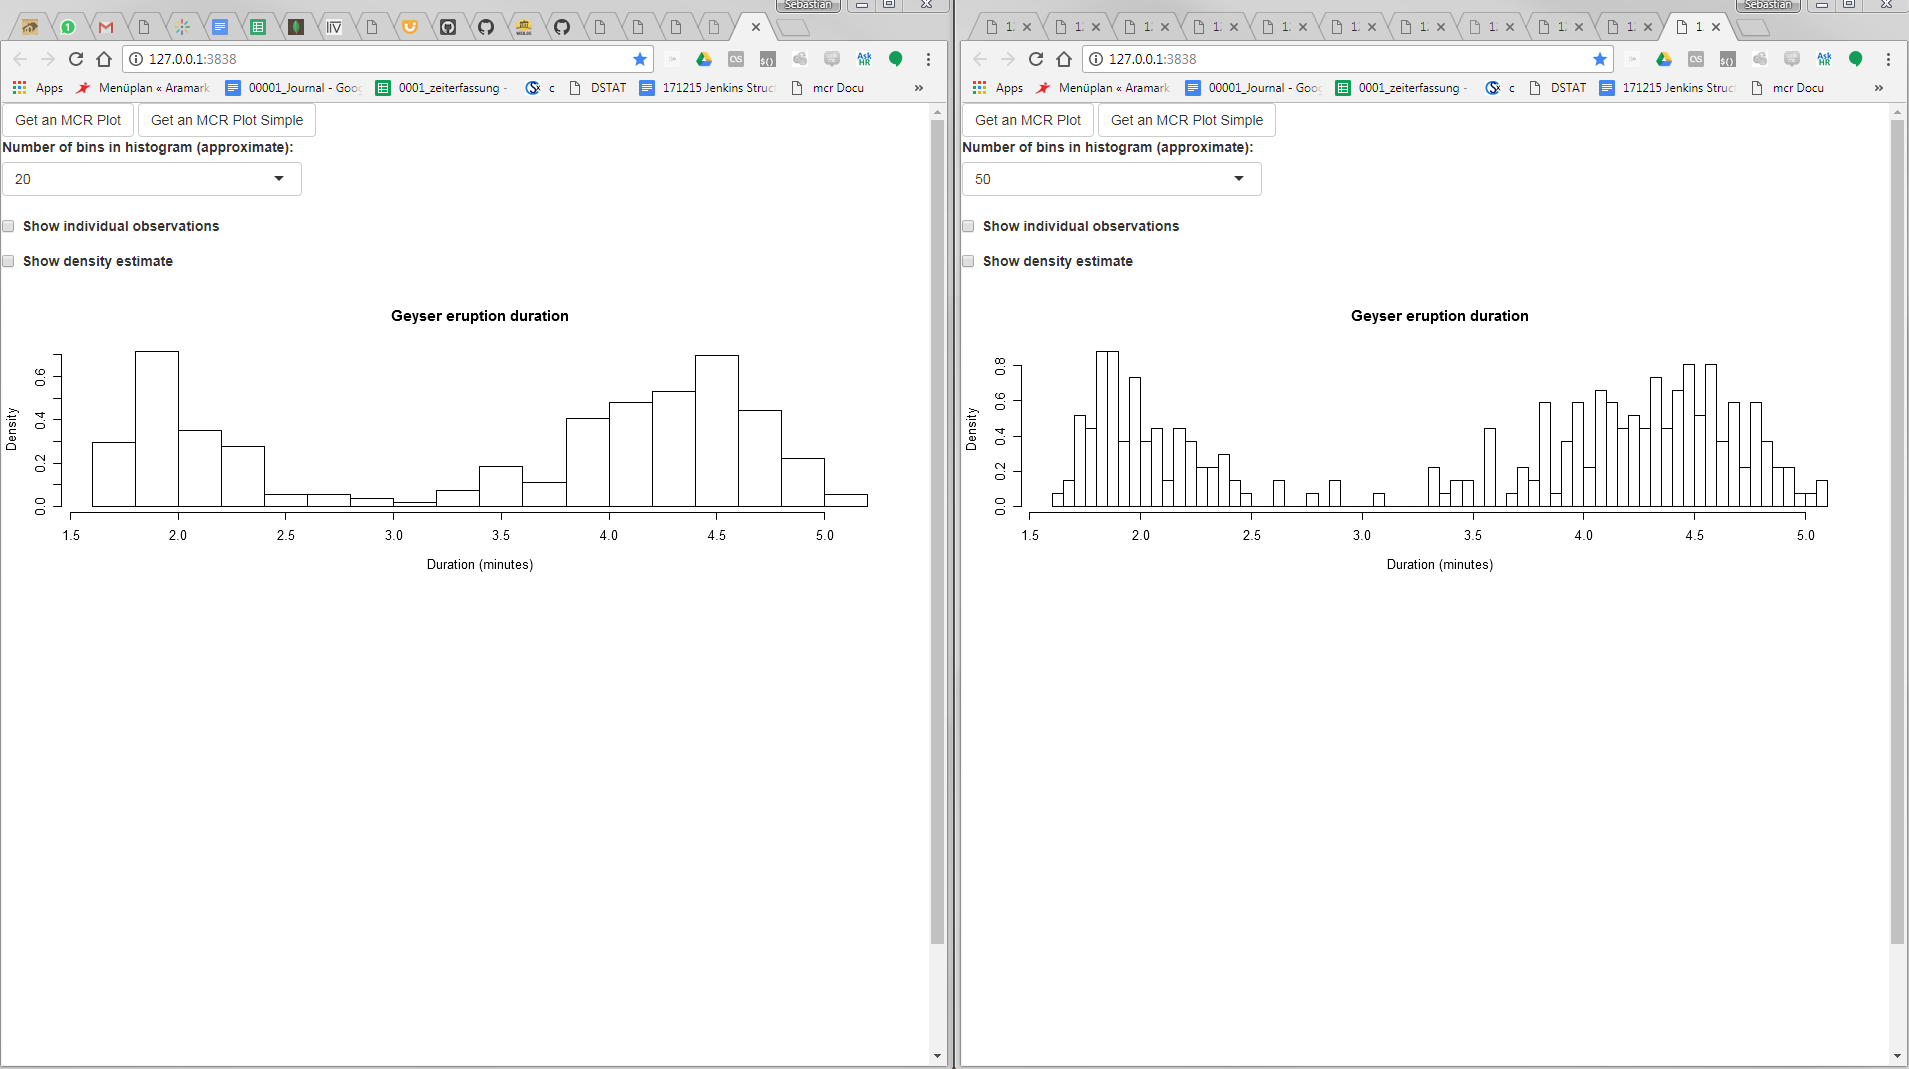 Sebastian
127.0.0.1:3838
Apps Menüplan « Aramark 00001_Journal - Goo 0001_zeiterfassung - c DSTAT 171215 Jenkins Struc mcr Docu »
Get an MCR Plot Get an MCR Plot Simple
Number of bins in histogram (approximate):
20
Show individual observations
Show density estimate
Geyser eruption duration
Density
0.0 0.2 0.4 0.6
1.5 2.0 2.5 3.0 3.5 4.0 4.5 5.0
Duration (minutes)
Sebastian
1: 1: 1: 1: 1: 1: 1: 1: 1: 1: 1:
127.0.0.1:3838
Apps Menüplan « Aramark 00001_Journal - Goo 0001_zeiterfassung - c DSTAT 171215 Jenkins Struc mcr Docu »
Get an MCR Plot Get an MCR Plot Simple
Number of bins in histogram (approximate):
50
Show individual observations
Show density estimate
Geyser eruption duration
Density
0.0 0.2 0.4 0.6 0.8
1.5 2.0 2.5 3.0 3.5 4.0 4.5 5.0
Duration (minutes)